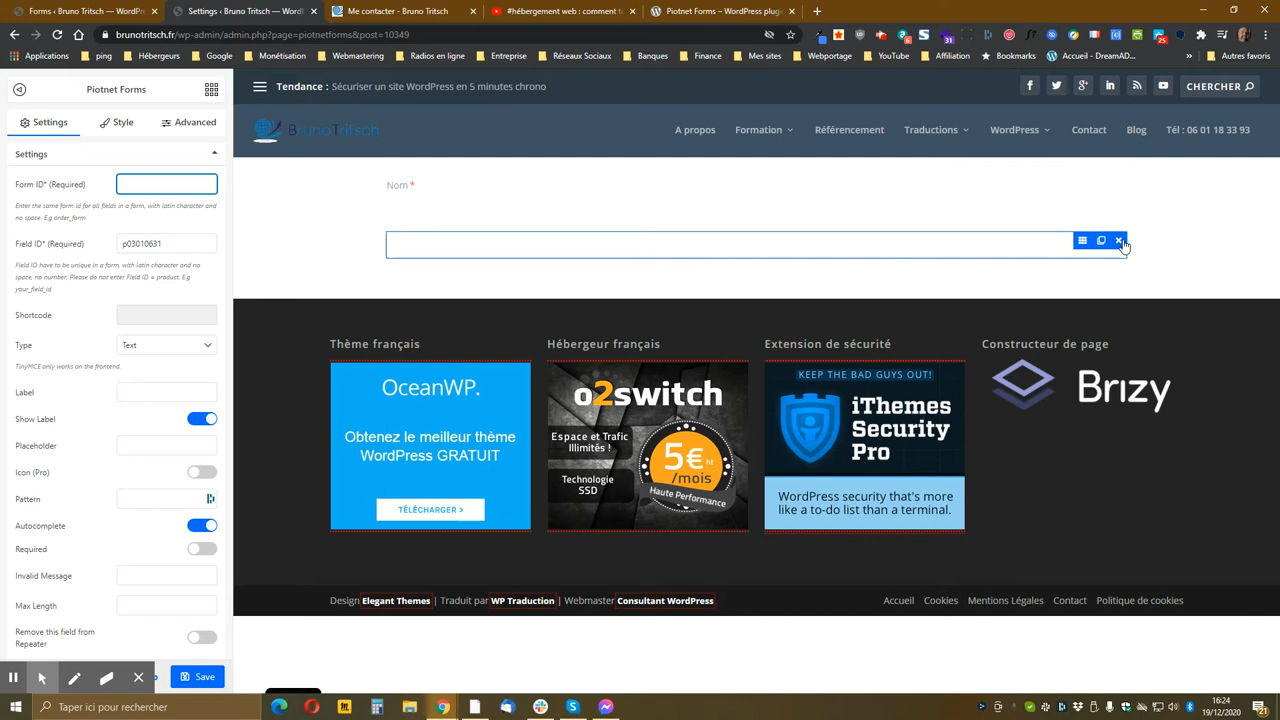 Piotnet Forms — WordPr
Settings ‹ brunotritsch — WordP
Me contacter - Bruno Tritsch
#hébergement web : comment to
Piotnet Forms – WordPress plug
brunotritsch.fr/wp-admin/admin.php?page=piotnetforms&post=10349
Applications
ping
Hébergeur
Google
Monétisation
Webmastering
Radios en ligne
Entreprise
Réseaux Sociaux
Banques
Finance
Mes sites
Webportage
YouTube
Affiliation
Bookmarks
Accueil – DreamAD...
Autres favoris
Piotnet Forms
Settings
Style
Advanced
Settings
Form ID* (Required)
Enter the same form id for all fields in a form, with latin character and
no space. E.g order_form
Field ID* (Required)
p03010631
Field ID have to be unique in a form, with latin character and no
space, no number. Please do not enter Field ID = product. E.g
your_field_id
Shortcode
Type
Text
TinyMCE only works on the frontend.
Label
Show Label
Placeholder
Icon (Pro)
Pattern
Autocomplete
Required
Invalid Message
Max Length
Remove this field from
Repeater
Save
Tendance : Sécuriser un site WordPress en 5 minutes chrono
CHERCHER
Bruno Tritsch
A propos
Formation
Référencement
Traductions
WordPress
Contact
Blog
Tél : 06 01 18 33 93
Nom *
Thème français
Hébergeur français
Extension de sécurité
Constructeur de page
OceanWP.
Obtenez le meilleur thème
WordPress GRATUIT
TÉLÉCHARGER >
o2switch
Espace et Trafic
Illimités !
Technologie
SSD
5€ ht
/mois
Haute Performance
KEEP THE BAD GUYS OUT!
iThemes
Security
Pro
WordPress security that's more
like a to-do list than a terminal.
Brizy
Design Elegant Themes | Traduit par WP Traduction | Webmaster Consultant WordPress
Accueil
Cookies
Mentions Légales
Contact
Politique de cookies
Taper ici pour rechercher
16:24
19/12/2020
21